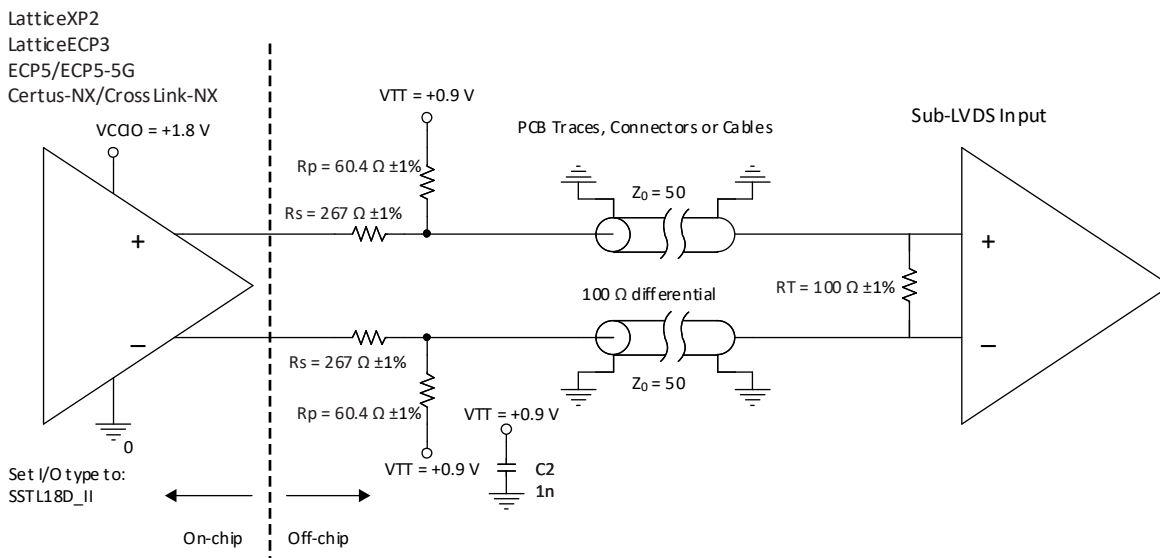 LatticeXP2
LatticeECP3
ECP5/ECP5-5G
Certus-NX/CrossLink-NX
VCCIO = +1.8 V
VTT = +0.9 V
PCB Traces, Connectors or Cables
Sub-LVDS Input
Rp = 60.4 Ω ±1%
Z0 = 50
Rs = 267 Ω ±1%
+
+
100 Ω differential
RT = 100 Ω ±1%
−
−
Rs = 267 Ω ±1%
Z0 = 50
Rp = 60.4 Ω ±1%
VTT = +0.9 V
0
VTT = +0.9 V
C2
1n
Set I/O type to:
SSTL18D_II
On-chip
Off-chip